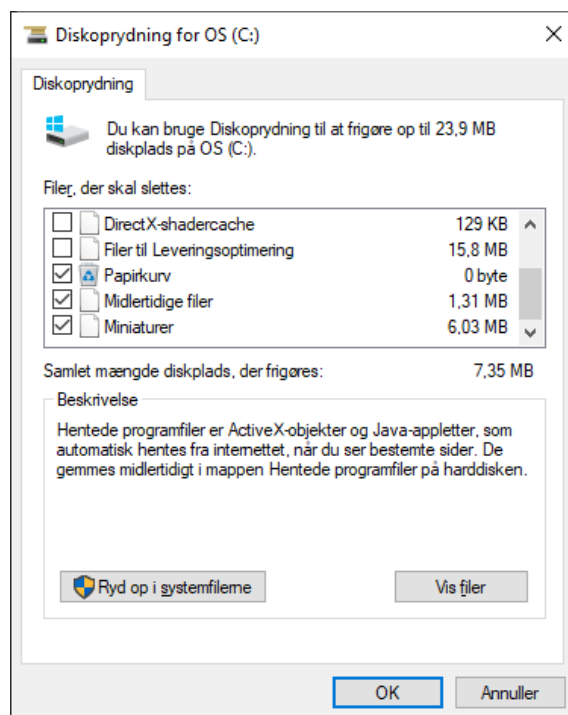 Diskoprydning for OS (C:)
Diskoprydning
Du kan bruge Diskoprydning til at frigøre op til 23,9 MB
diskplads på OS (C:).
Filer, der skal slettes:
DirectX-shadercache 129 KB
Filer til Leveringsoptimering 15,8 MB
Papirkurv 0 byte
Midlertidige filer 1,31 MB
Miniaturer 6,03 MB
Samlet mængde diskplads, der frigøres: 7,35 MB
Beskrivelse
Hentede programfiler er ActiveX-objekter og Java-appletter, som
automatisk hentes fra internettet, når du ser bestemte sider. De
gemmes midlertidigt i mappen Hentede programfiler på harddisken.
Ryd op i systemfilerne Vis filer
OK Annuller